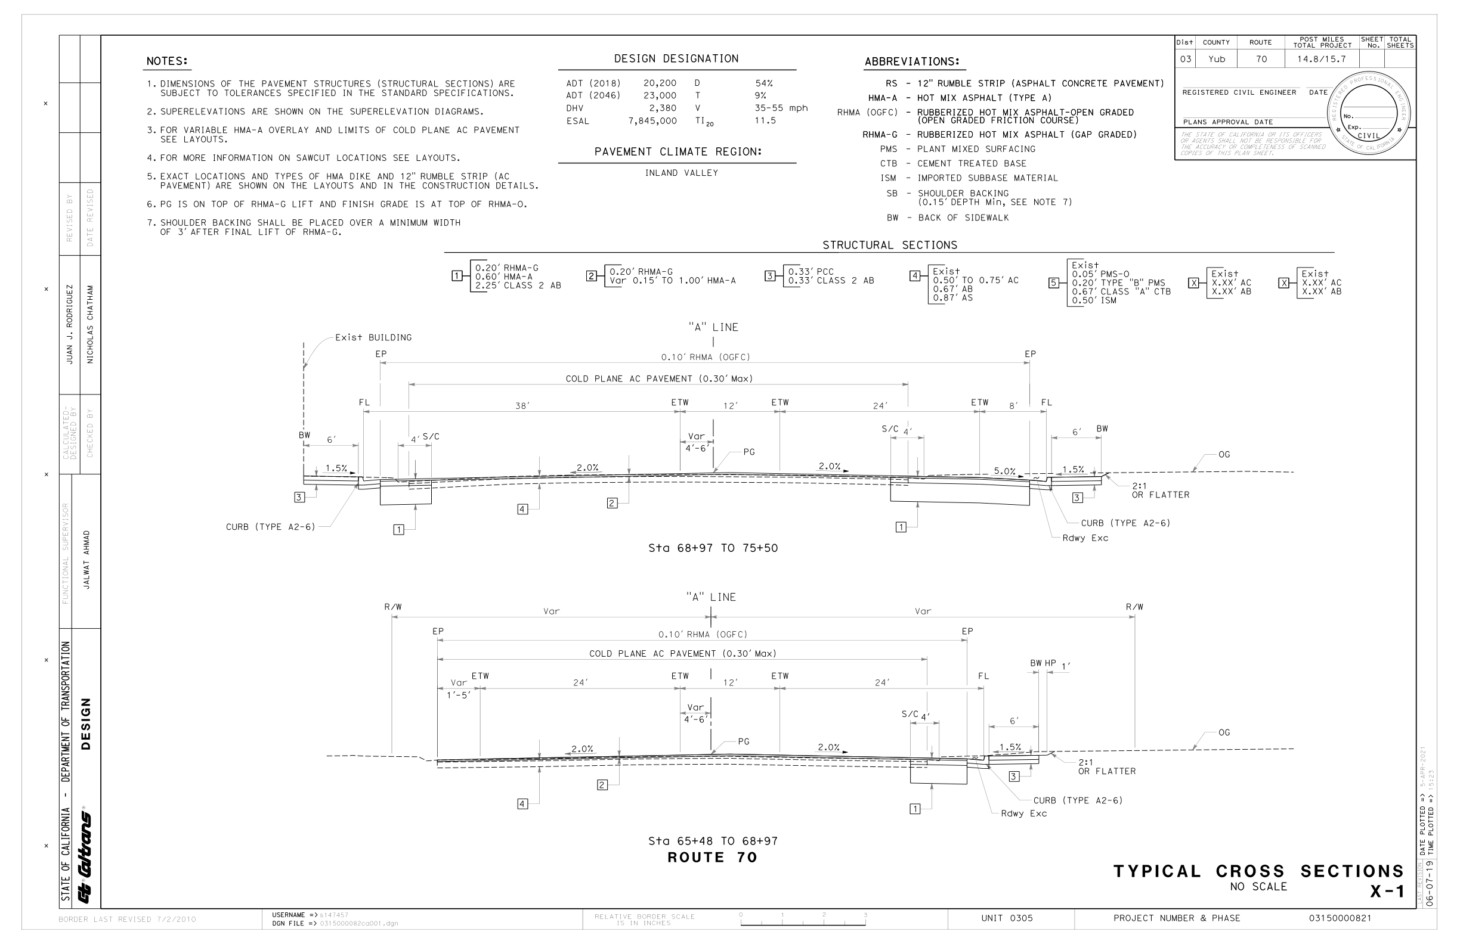 NOTES:
1. DIMENSIONS OF THE PAVEMENT STRUCTURES (STRUCTURAL SECTIONS) ARE
SUBJECT TO TOLERANCES SPECIFIED IN THE STANDARD SPECIFICATIONS.
2. SUPERELEVATIONS ARE SHOWN ON THE SUPERELEVATION DIAGRAMS.
3. FOR VARIABLE HMA-A OVERLAY AND LIMITS OF COLD PLANE AC PAVEMENT
SEE LAYOUTS.
4. FOR MORE INFORMATION ON SAWCUT LOCATIONS SEE LAYOUTS.
5. EXACT LOCATIONS AND TYPES OF HMA DIKE AND 12" RUMBLE STRIP (AC
PAVEMENT) ARE SHOWN ON THE LAYOUTS AND IN THE CONSTRUCTION DETAILS.
6. PG IS ON TOP OF RHMA-G LIFT AND FINISH GRADE IS AT TOP OF RHMA-O.
7. SHOULDER BACKING SHALL BE PLACED OVER A MINIMUM WIDTH
OF 3' AFTER FINAL LIFT OF RHMA-G.
DESIGN DESIGNATION
ADT (2018) 20,200 D 54%
ADT (2046) 23,000 T 9%
DHV 2,380 V 35-55 mph
ESAL 7,845,000 TI20 11.5
PAVEMENT CLIMATE REGION:
INLAND VALLEY
ABBREVIATIONS:
RS - 12" RUMBLE STRIP (ASPHALT CONCRETE PAVEMENT)
HMA-A - HOT MIX ASPHALT (TYPE A)
RHMA (OGFC) - RUBBERIZED HOT MIX ASPHALT-OPEN GRADED
(OPEN GRADED FRICTION COURSE)
RHMA-G - RUBBERIZED HOT MIX ASPHALT (GAP GRADED)
PMS - PLANT MIXED SURFACING
CTB - CEMENT TREATED BASE
ISM - IMPORTED SUBBASE MATERIAL
SB - SHOULDER BACKING
(0.15' DEPTH Min, SEE NOTE 7)
BW - BACK OF SIDEWALK
Dist COUNTY ROUTE POST MILES TOTAL PROJECT SHEET No. TOTAL SHEETS
03 Yub 70 14.8/15.7
REGISTERED CIVIL ENGINEER DATE
PLANS APPROVAL DATE
THE STATE OF CALIFORNIA OR ITS OFFICERS
OR AGENTS SHALL NOT BE RESPONSIBLE FOR
THE ACCURACY OR COMPLETENESS OF SCANNED
COPIES OF THIS PLAN SHEET.
REGISTERED PROFESSIONAL ENGINEER
No.
Exp.
CIVIL
STATE OF CALIFORNIA
STRUCTURAL SECTIONS
1
0.20' RHMA-G
0.60' HMA-A
2.25' CLASS 2 AB
2
0.20' RHMA-G
Var 0.15' TO 1.00' HMA-A
3
0.33' PCC
0.33' CLASS 2 AB
4
Exist
0.50' TO 0.75' AC
0.67' AB
0.87' AS
5
Exist
0.05' PMS-O
0.20' TYPE "B" PMS
0.67' CLASS "A" CTB
0.50' ISM
X
Exist
X.XX' AC
X.XX' AB
X
Exist
X.XX' AC
X.XX' AB
"A" LINE
Exist BUILDING
EP 0.10' RHMA (OGFC) EP
COLD PLANE AC PAVEMENT (0.30' Max)
FL 38' ETW 12' ETW 24' ETW 8' FL
BW 6' 4' S/C Var 4'-6' S/C 4' 6' BW
PG
OG
1.5% 2.0% 2.0% 5.0% 1.5%
2:1
OR FLATTER
3 4 2 3
CURB (TYPE A2-6) 1 1 CURB (TYPE A2-6)
Rdwy Exc
Sta 68+97 TO 75+50
"A" LINE
R/W Var Var R/W
EP 0.10' RHMA (OGFC) EP
COLD PLANE AC PAVEMENT (0.30' Max)
BW HP 1'
Var ETW 24' ETW 12' ETW 24' FL
1'-5'
Var
4'-6'
S/C 4' 6'
PG
OG
2.0% 2.0% 1.5%
2:1
OR FLATTER
2 3
4 1
CURB (TYPE A2-6)
Rdwy Exc
Sta 65+48 TO 68+97
ROUTE 70
TYPICAL CROSS SECTIONS
NO SCALE
X-1
STATE OF CALIFORNIA - DEPARTMENT OF TRANSPORTATION
Caltrans
DESIGN
FUNCTIONAL SUPERVISOR
JALWAT AHMAD
CALCULATED-
DESIGNED BY
CHECKED BY
JUAN J. RODRIGUEZ
NICHOLAS CHATHAM
REVISED BY
DATE REVISED
BORDER LAST REVISED 7/2/2010
USERNAME => s147457
DGN FILE => 0315000082ca001.dgn
RELATIVE BORDER SCALE
IS IN INCHES
0 1 2 3
UNIT 0305
PROJECT NUMBER & PHASE
03150000821
LAST REVISION
06-07-19
DATE PLOTTED => 5-APR-2021
TIME PLOTTED => 15:23